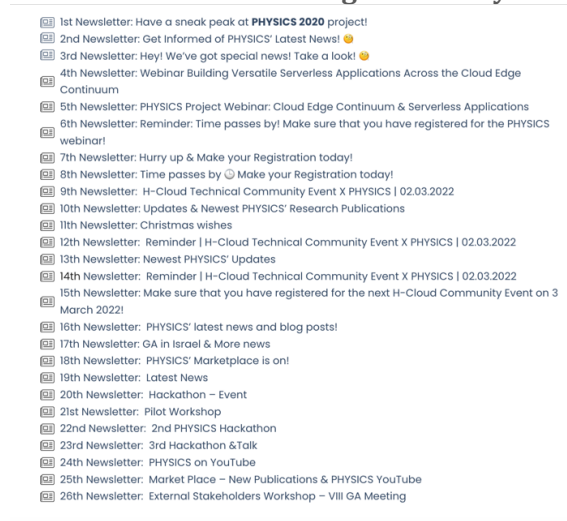 1st Newsletter: Have a sneak peak at PHYSICS 2020 project!
2nd Newsletter: Get Informed of PHYSICS' Latest News! 🧐
3rd Newsletter: Hey! We've got special news! Take a look! 🧐
4th Newsletter: Webinar Building Versatile Serverless Applications Across the Cloud Edge
Continuum
5th Newsletter: PHYSICS Project Webinar: Cloud Edge Continuum & Serverless Applications
6th Newsletter: Reminder: Time passes by! Make sure that you have registered for the PHYSICS
webinar!
7th Newsletter: Hurry up & Make your Registration today!
8th Newsletter: Time passes by 🕘 Make your Registration today!
9th Newsletter: H-Cloud Technical Community Event X PHYSICS | 02.03.2022
10th Newsletter: Updates & Newest PHYSICS' Research Publications
11th Newsletter: Christmas wishes
12th Newsletter: Reminder | H-Cloud Technical Community Event X PHYSICS | 02.03.2022
13th Newsletter: Newest PHYSICS' Updates
14th Newsletter: Reminder | H-Cloud Technical Community Event X PHYSICS | 02.03.2022
15th Newsletter: Make sure that you have registered for the next H-Cloud Community Event on 3
March 2022!
16th Newsletter: PHYSICS' latest news and blog posts!
17th Newsletter: GA in Israel & More news
18th Newsletter: PHYSICS' Marketplace is on!
19th Newsletter: Latest News
20th Newsletter: Hackathon – Event
21st Newsletter: Pilot Workshop
22nd Newsletter: 2nd PHYSICS Hackathon
23rd Newsletter: 3rd Hackathon &Talk
24th Newsletter: PHYSICS on YouTube
25th Newsletter: Market Place – New Publications & PHYSICS YouTube
26th Newsletter: External Stakeholders Workshop – VIII GA Meeting